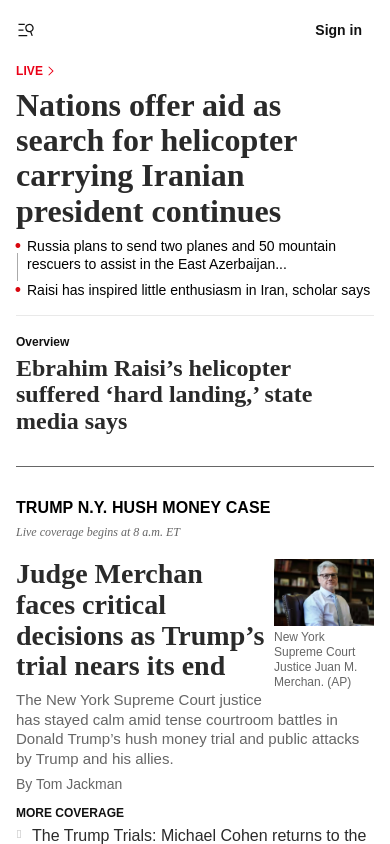 Sign in
LIVE
Nations offer aid as
search for helicopter
carrying Iranian
president continues
Russia plans to send two planes and 50 mountain
rescuers to assist in the East Azerbaijan...
Raisi has inspired little enthusiasm in Iran, scholar says
Overview
Ebrahim Raisi’s helicopter
suffered ‘hard landing,’ state
media says
TRUMP N.Y. HUSH MONEY CASE
Live coverage begins at 8 a.m. ET
Judge Merchan
faces critical
decisions as Trump’s
trial nears its end
New York
Supreme Court
Justice Juan M.
Merchan. (AP)
The New York Supreme Court justice
has stayed calm amid tense courtroom battles in
Donald Trump’s hush money trial and public attacks
by Trump and his allies.
By Tom Jackman
MORE COVERAGE
The Trump Trials: Michael Cohen returns to the